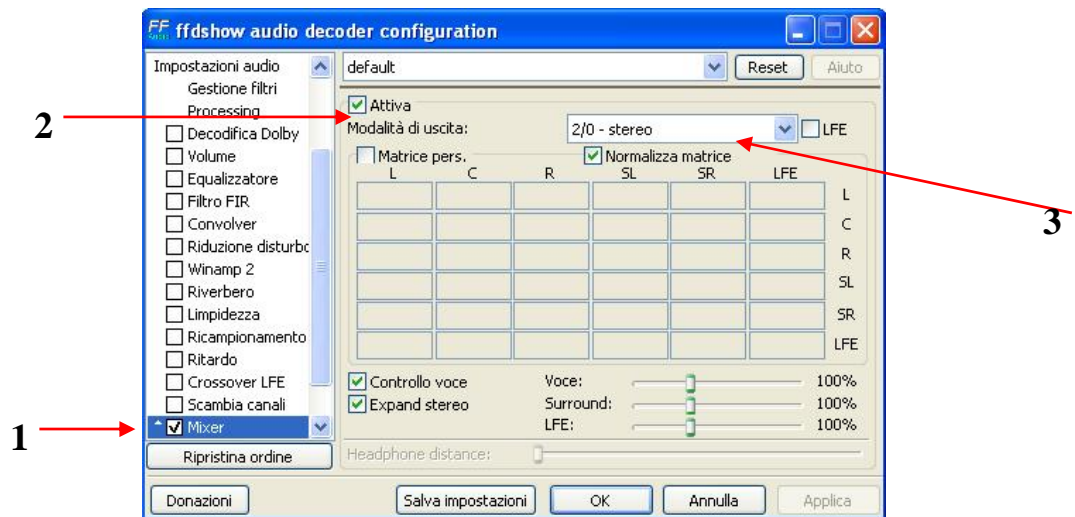 FF ffdshow audio decoder configuration
Impostazioni audio
Gestione filtri
Processing
Decodifica Dolby
Volume
Equalizzatore
Filtro FIR
Convolver
Riduzione disturbo
Winamp 2
Riverbero
Limpidezza
Ricampionamento
Ritardo
Crossover LFE
Scambia canali
Mixer
Ripristina ordine
default
Reset
Aiuto
Attiva
Modalità di uscita:
2/0 - stereo
LFE
Matrice pers.
Normalizza matrice
L C R SL SR LFE
L
C
R
SL
SR
LFE
Controllo voce
Expand stereo
Voce: 100%
Surround: 100%
LFE: 100%
Headphone distance:
Donazioni
Salva impostazioni
OK
Annulla
Applica
1
2
3